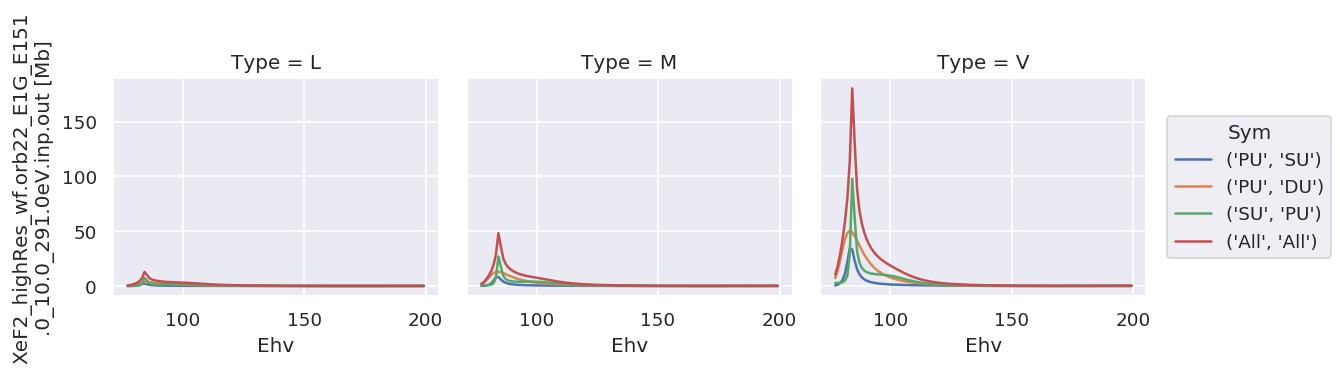 XeF2_highRes_wf.orb22_E1G_E151
.0_10.0_291.0eV.inp.out [Mb]
Type = L
Type = M
Type = V
150
100
50
0
100
150
200
Ehv
100
150
200
Ehv
100
150
200
Ehv
Sym
('PU', 'SU')
('PU', 'DU')
('SU', 'PU')
('All', 'All')